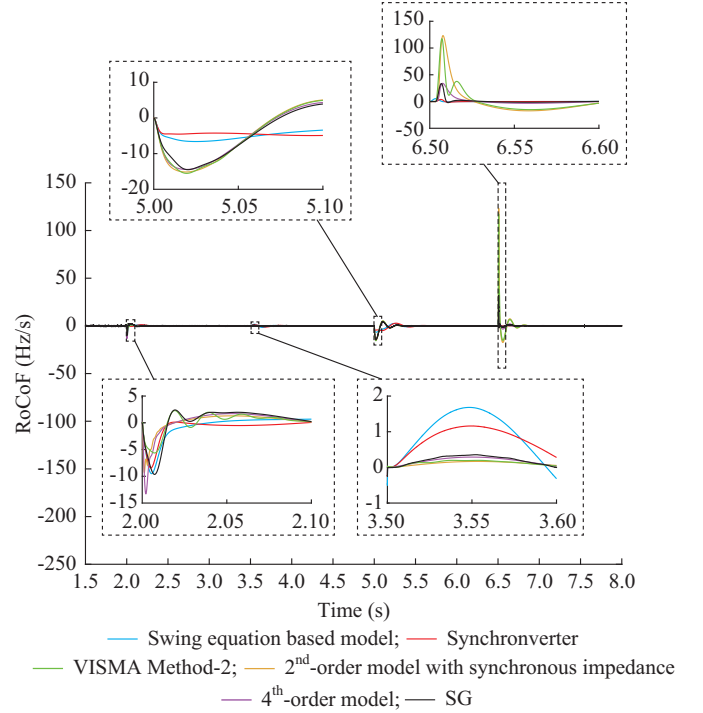 10
0
-10
-20
5.00 5.05 5.10
150
100
50
0
-50
6.50 6.55 6.60
RoCoF (Hz/s)
150
100
50
0
-50
-100
-150
-200
-250
5
0
-5
-10
-15
2.00 2.05 2.10
2
1
0
-1
3.50 3.55 3.60
1.5 2.0 2.5 3.0 3.5 4.0 4.5 5.0 5.5 6.0 6.5 7.2 7.5 8.0
Time (s)
Swing equation based model; Synchronverter
VISMA Method-2; 2nd-order model with synchronous impedance
4th-order model; SG